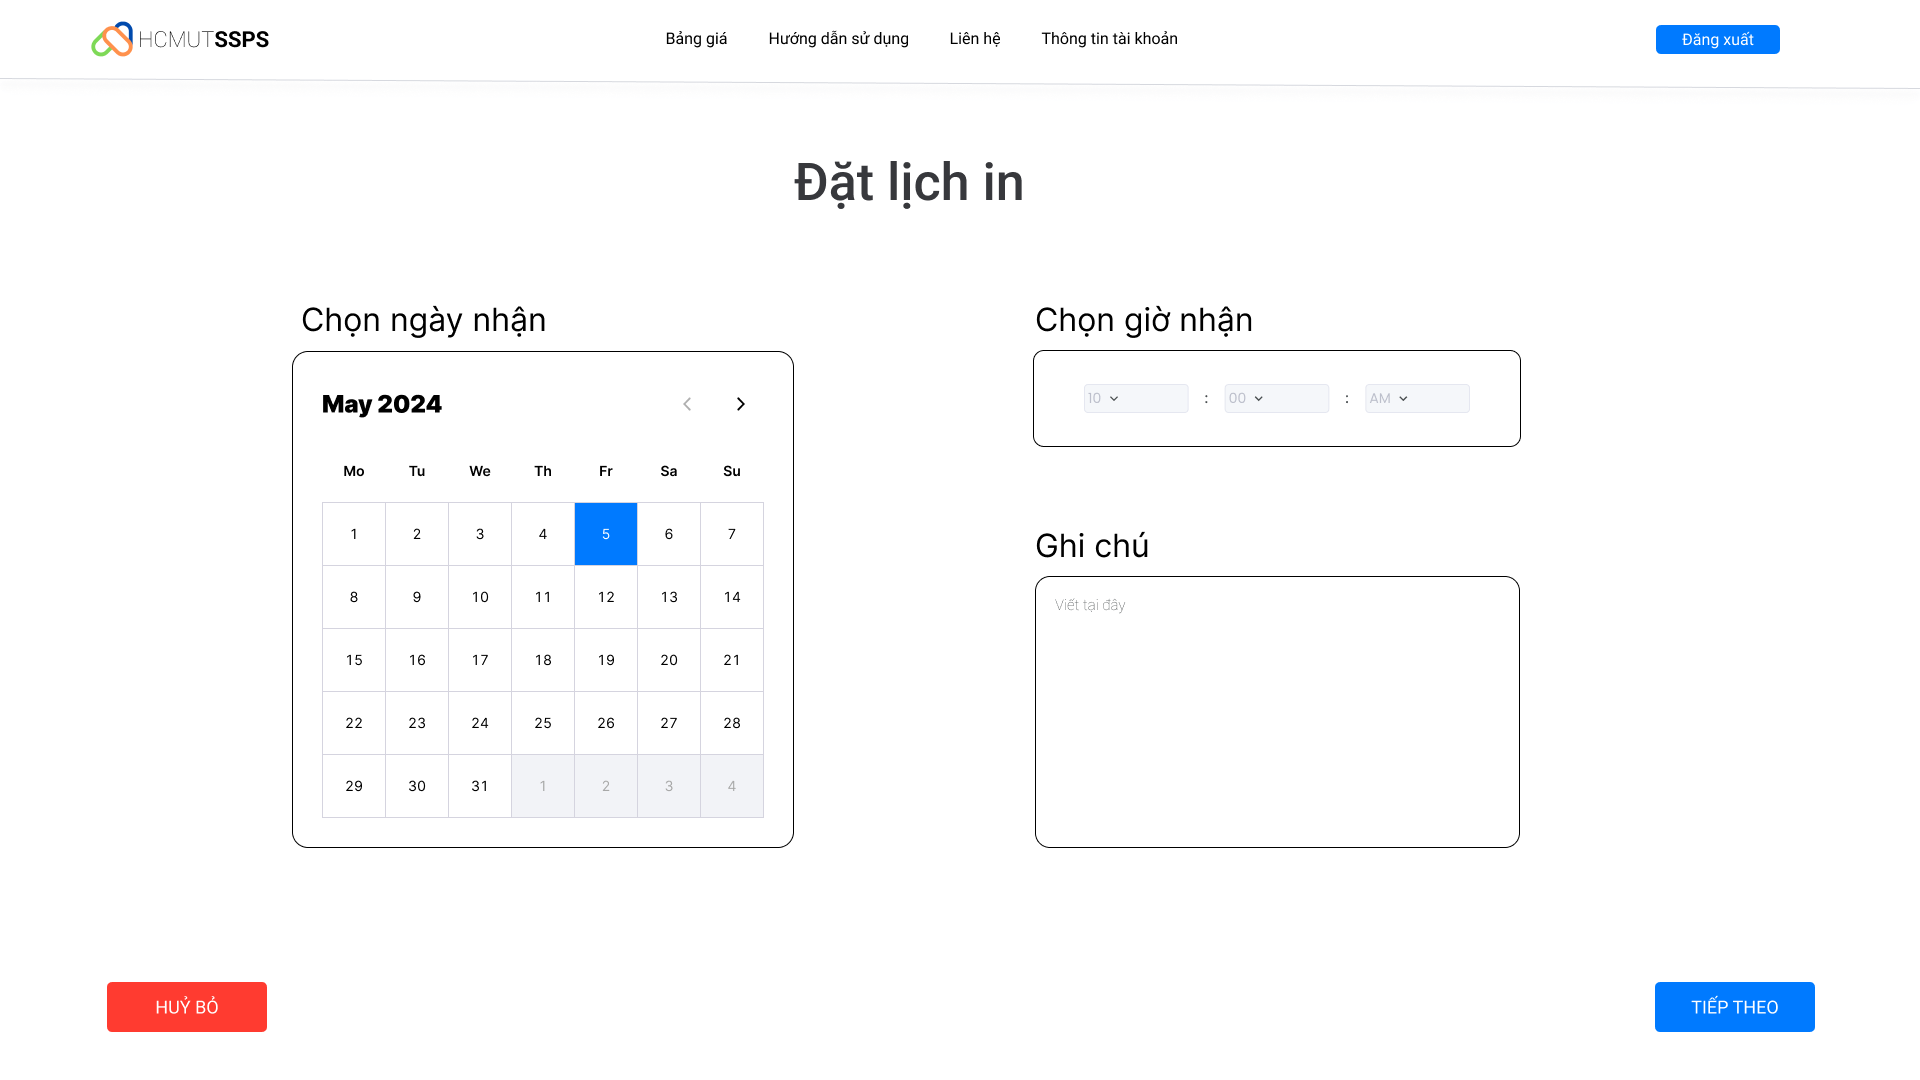 HCMUTSSPS
Bảng giá
Hướng dẫn sử dụng
Liên hệ
Thông tin tài khoản
Đăng xuất
Đặt lịch in
Chọn ngày nhận
May 2024
Mo Tu We Th Fr Sa Su
1 2 3 4 5 6 7
8 9 10 11 12 13 14
15 16 17 18 19 20 21
22 23 24 25 26 27 28
29 30 31 1 2 3 4
Chọn giờ nhận
10 : 00 : AM
Ghi chú
Viết tại đây
HUỶ BỎ
TIẾP THEO